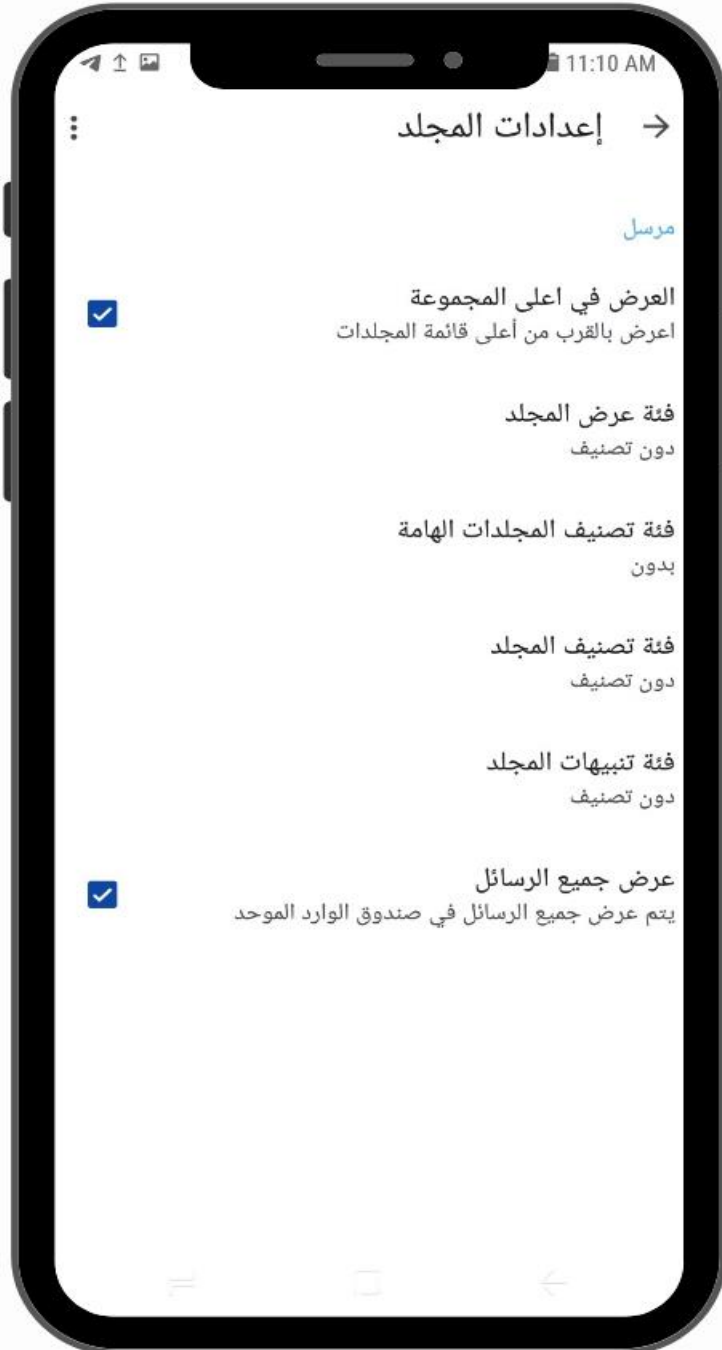 11:10 AM
إعدادات المجلد
مرسل
العرض في اعلى المجموعة
اعرض بالقرب من أعلى قائمة المجلدات
فئة عرض المجلد
دون تصنيف
فئة تصنيف المجلدات الهامة
بدون
فئة تصنيف المجلد
دون تصنيف
فئة تنبيهات المجلد
دون تصنيف
عرض جميع الرسائل
يتم عرض جميع الرسائل في صندوق الوارد الموحد